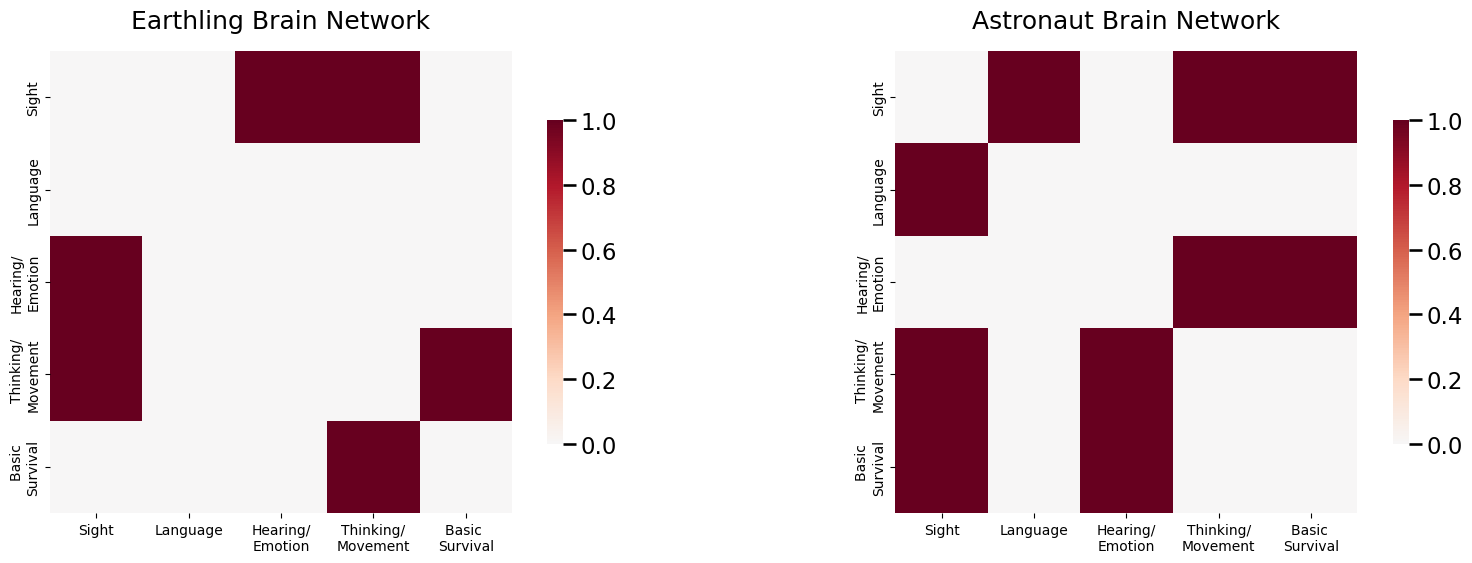 Earthling Brain Network
Sight
Language
Hearing/
Emotion
Thinking/
Movement
Basic
Survival
Sight
Language
Hearing/
Emotion
Thinking/
Movement
Basic
Survival
1.0
0.8
0.6
0.4
0.2
0.0
Astronaut Brain Network
Sight
Language
Hearing/
Emotion
Thinking/
Movement
Basic
Survival
Sight
Language
Hearing/
Emotion
Thinking/
Movement
Basic
Survival
1.0
0.8
0.6
0.4
0.2
0.0